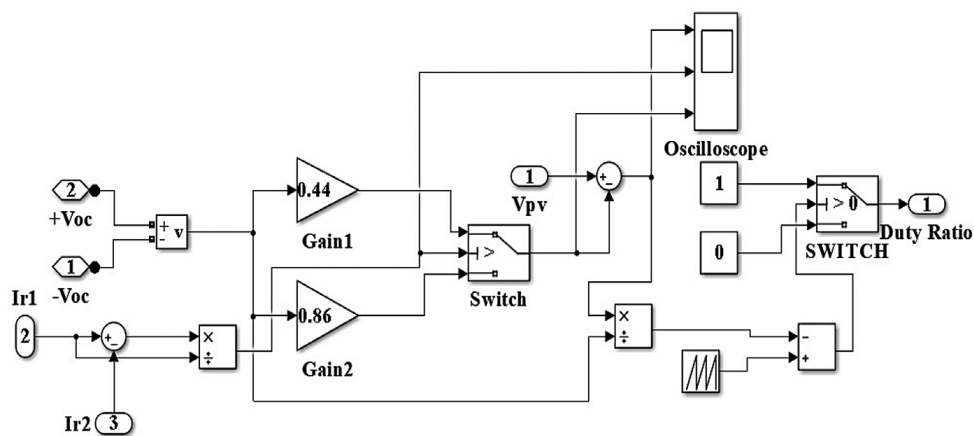 Oscilloscope
0.44
Gain1
1
Vpv
+
-
1
> 0
SWITCH
1
Duty Ratio
0
2
+Voc
+
-
v
1
-Voc
>
Switch
Ir1
2
+
-
×
÷
0.86
Gain2
×
÷
-
+
Ir2
3